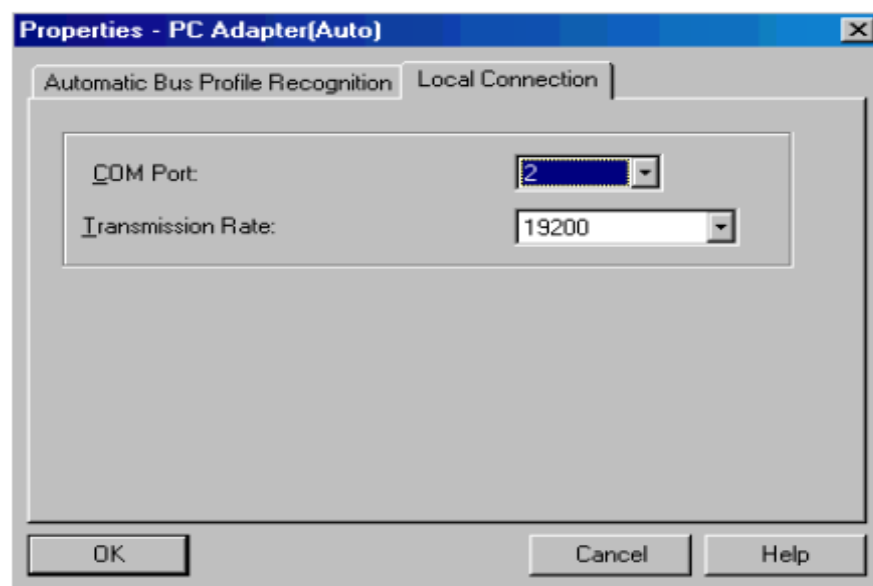 Properties - PC Adapter(Auto)
Automatic Bus Profile Recognition
Local Connection
COM Port:
2
Transmission Rate:
19200
OK
Cancel
Help